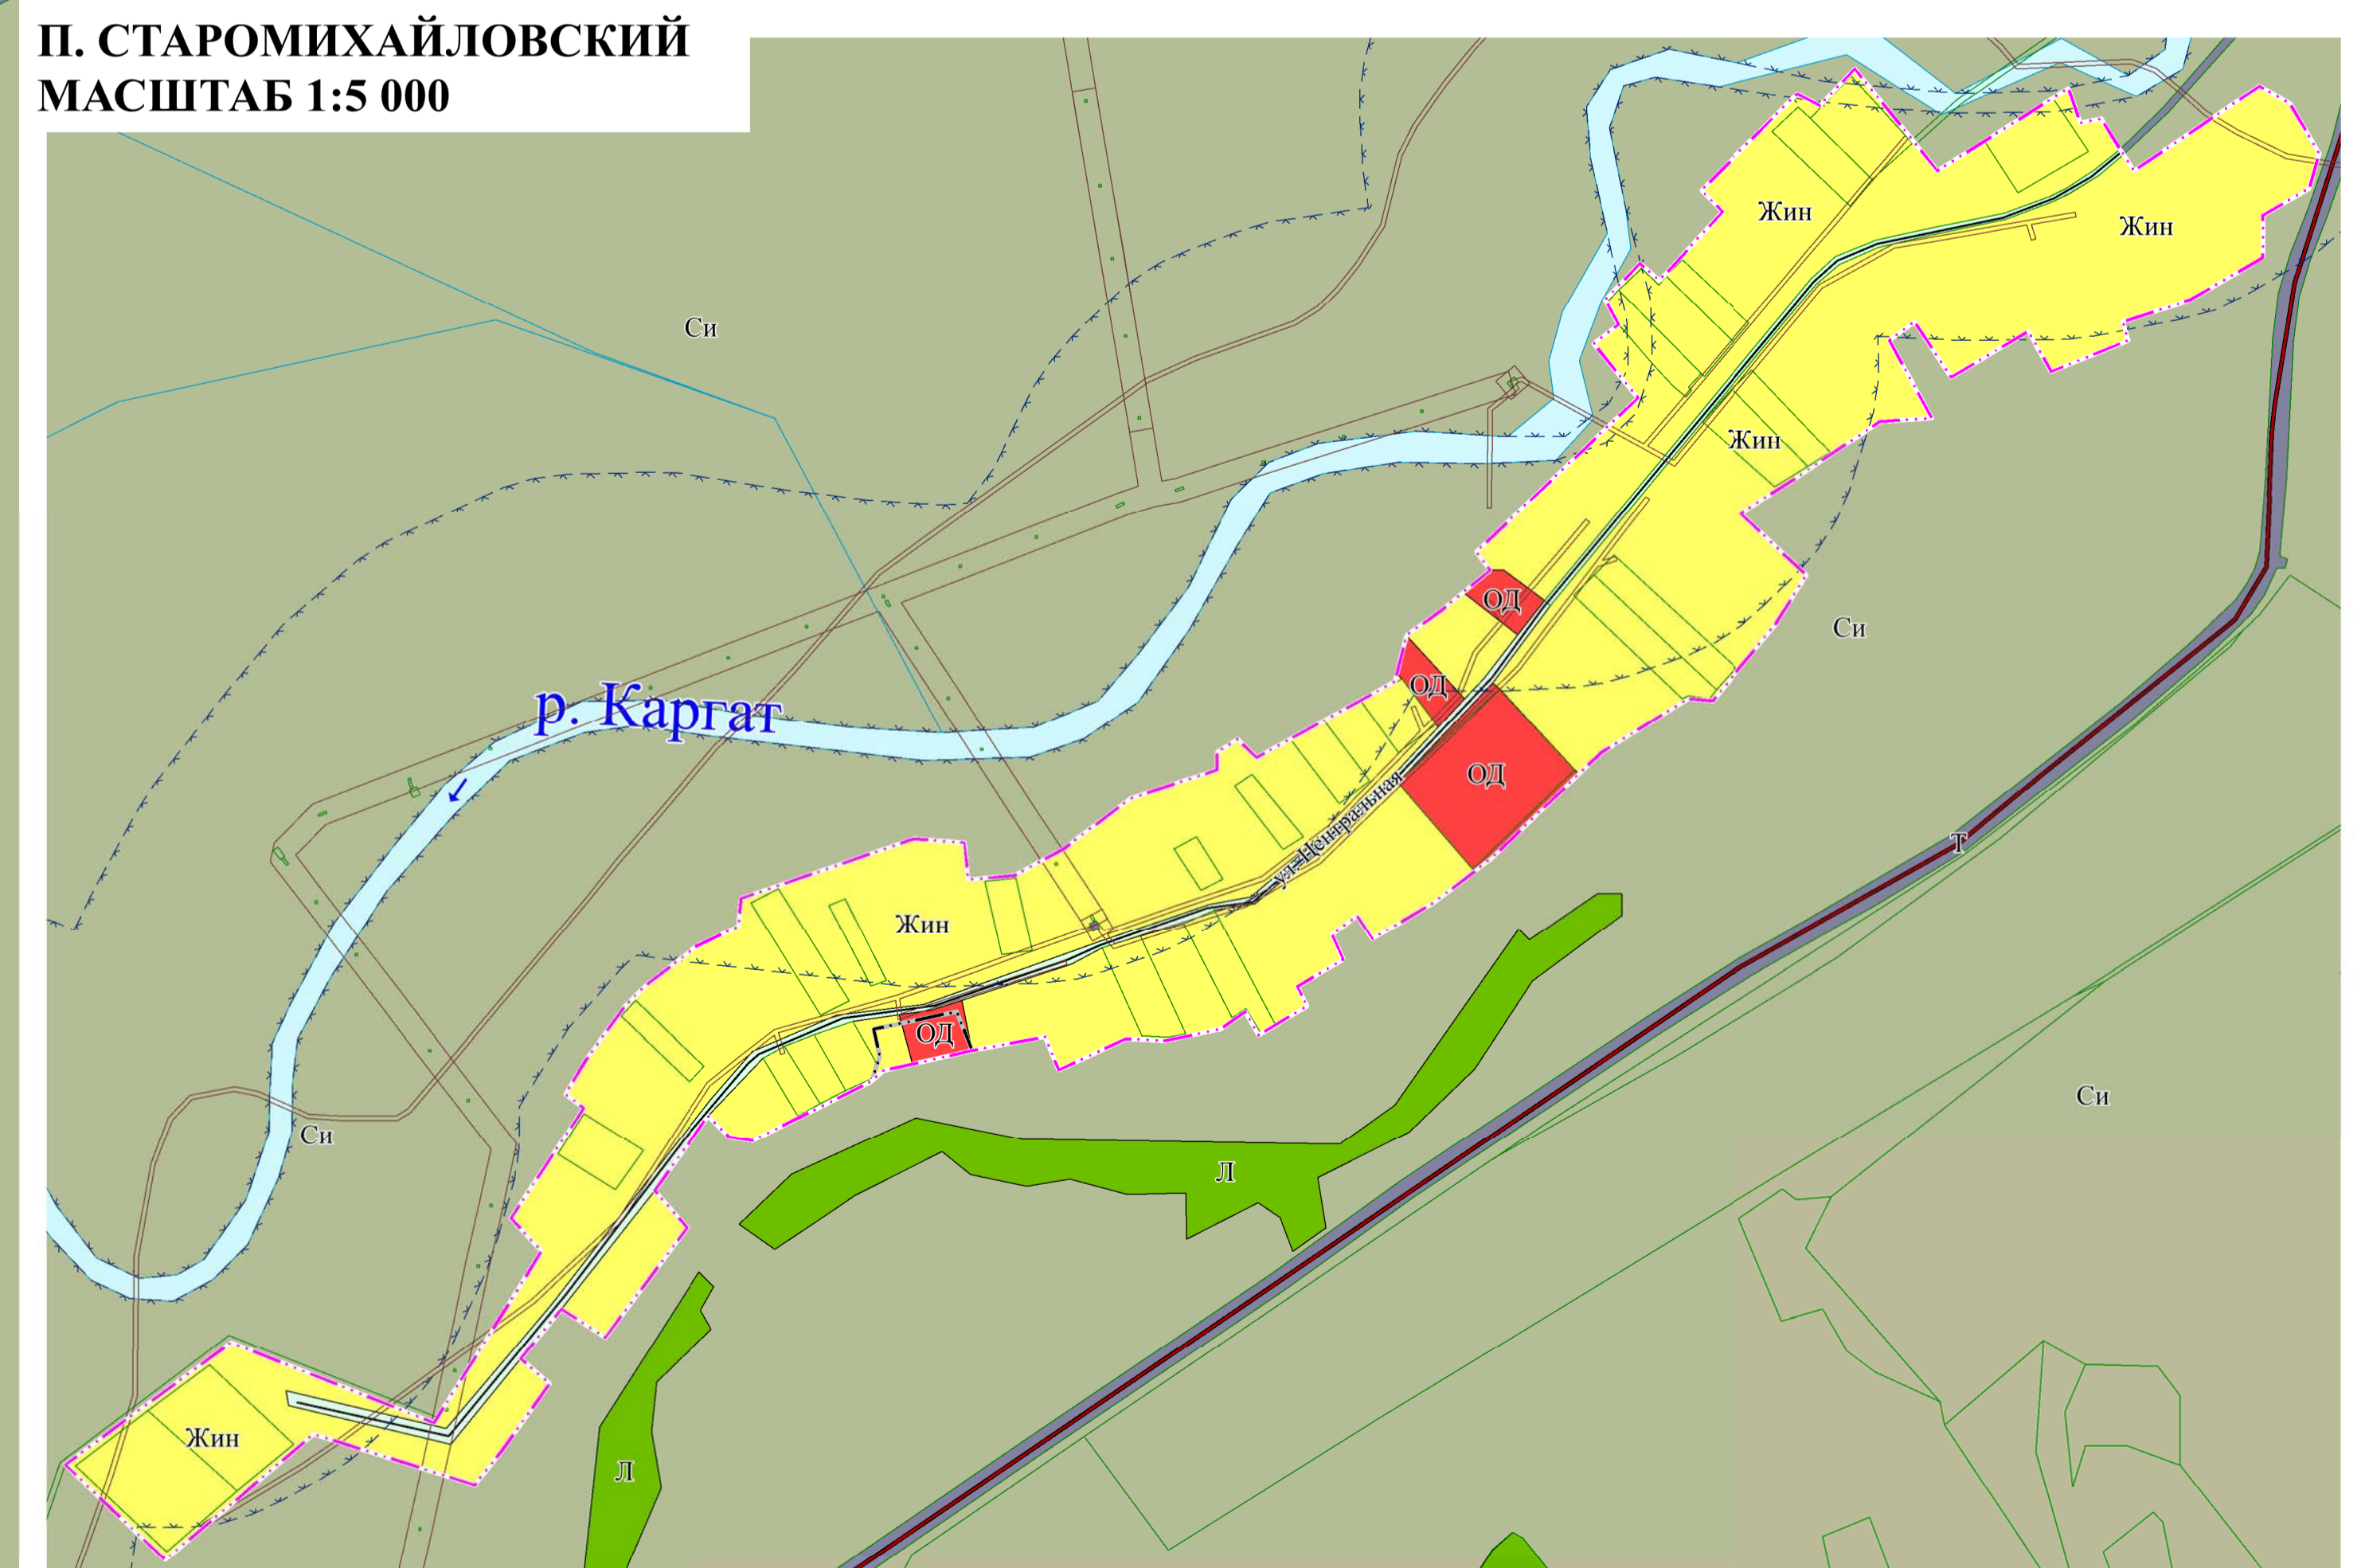 П. СТАРОМИХАЙЛОВСКИЙ
МАСШТАБ 1:5 000
Жин
Жин
Си
Жин
ОД
Си
ОД
р. Каргат
ОД
ул. Центральная
Т
Жин
ОД
Си
Си
Л
Жин
Л